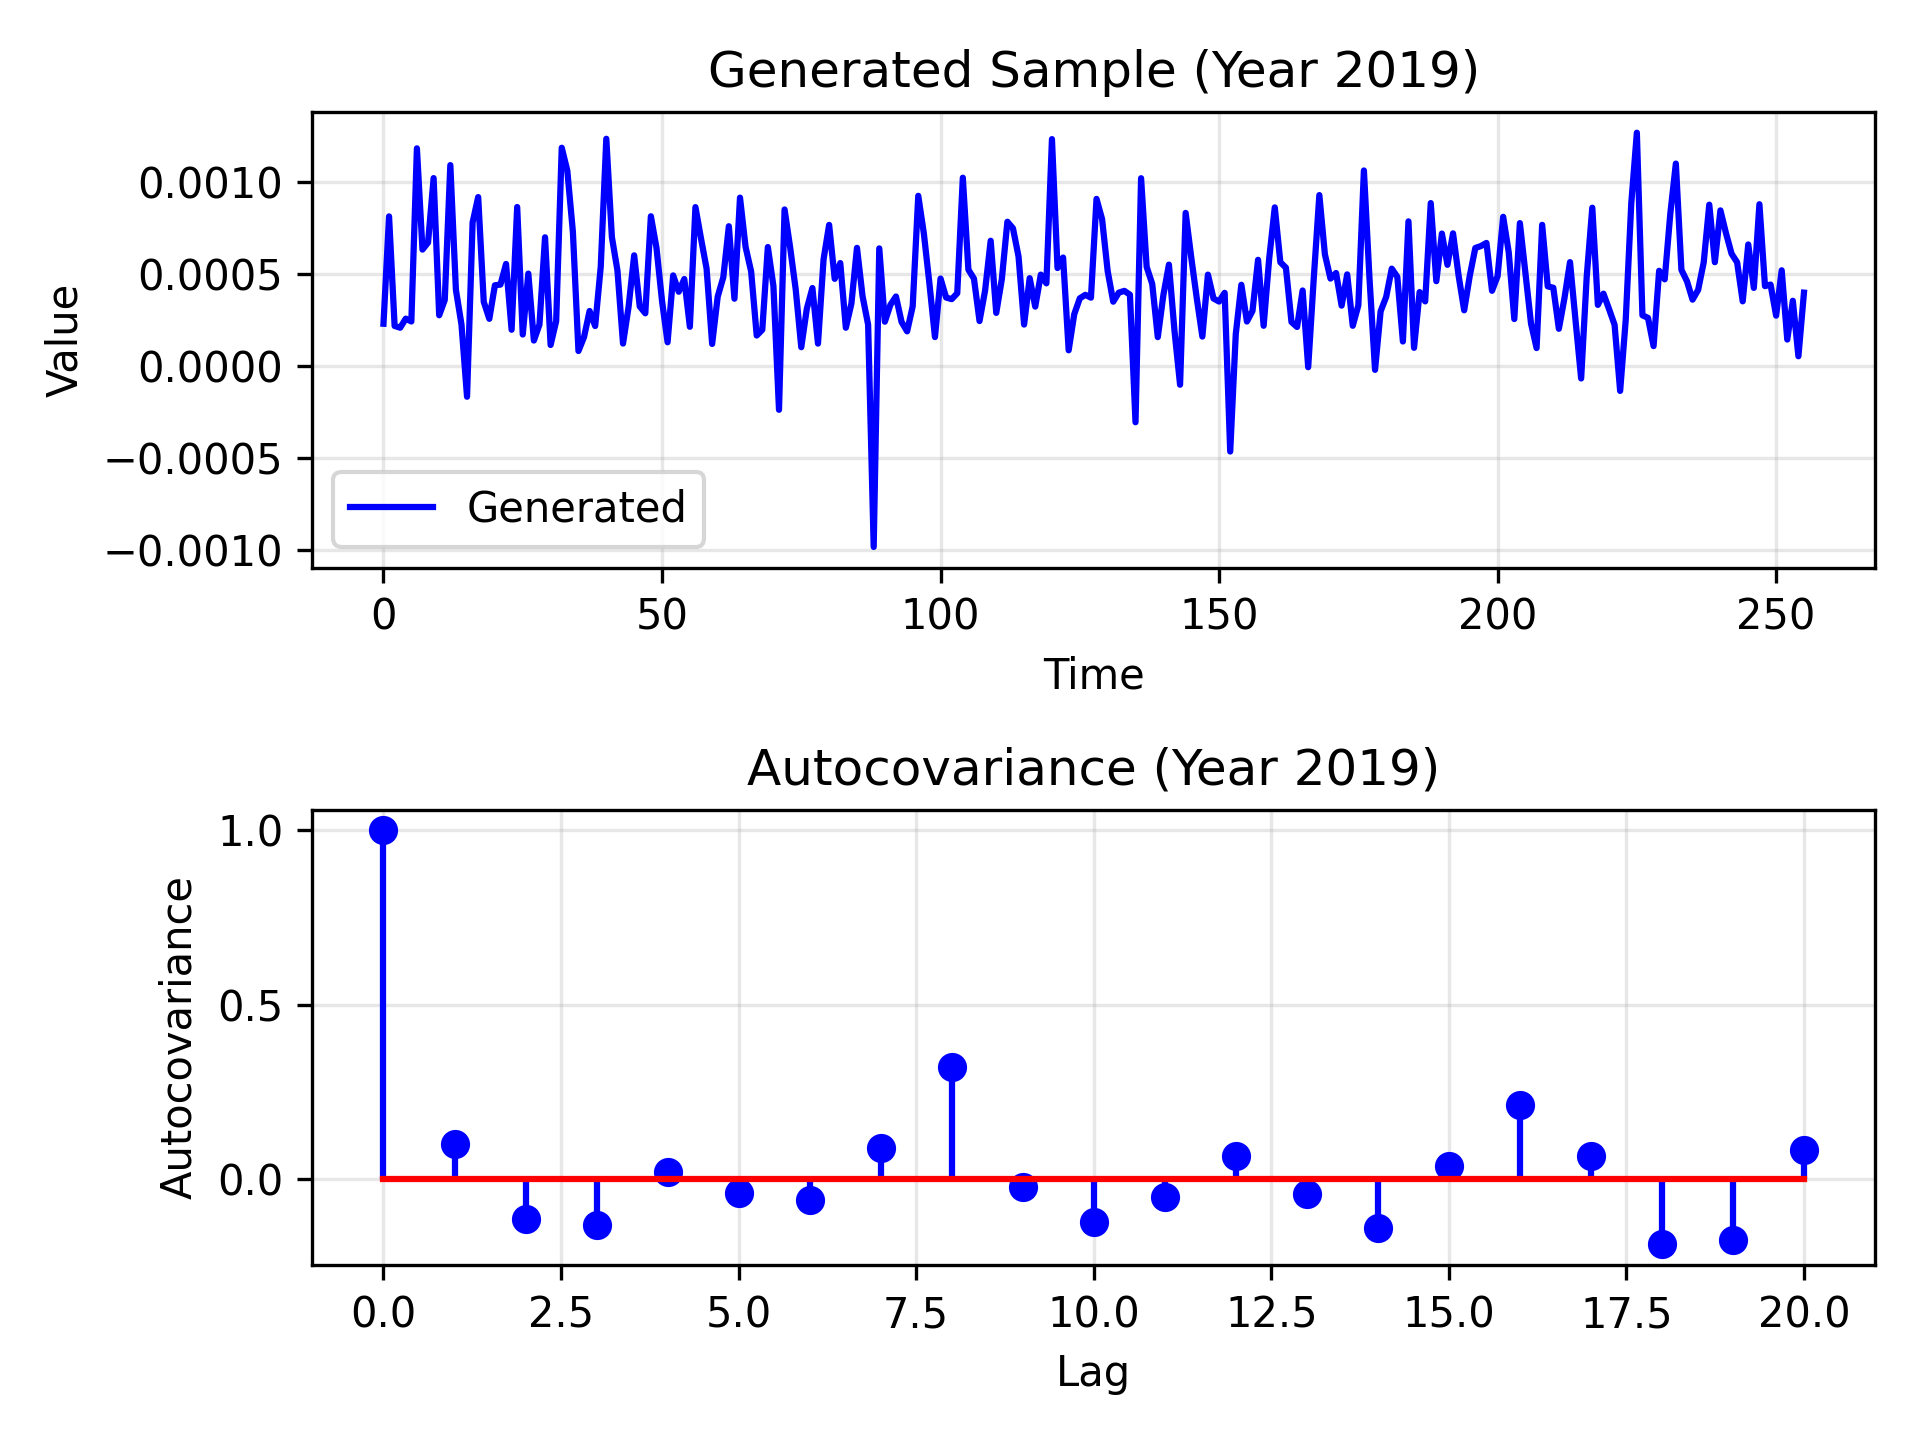 Generated Sample (Year 2019)
Value
0.0010
0.0005
0.0000
−0.0005
−0.0010
Generated
0 50 100 150 200 250
Time
Autocovariance (Year 2019)
Autocovariance
1.0
0.5
0.0
0.0 2.5 5.0 7.5 10.0 12.5 15.0 17.5 20.0
Lag